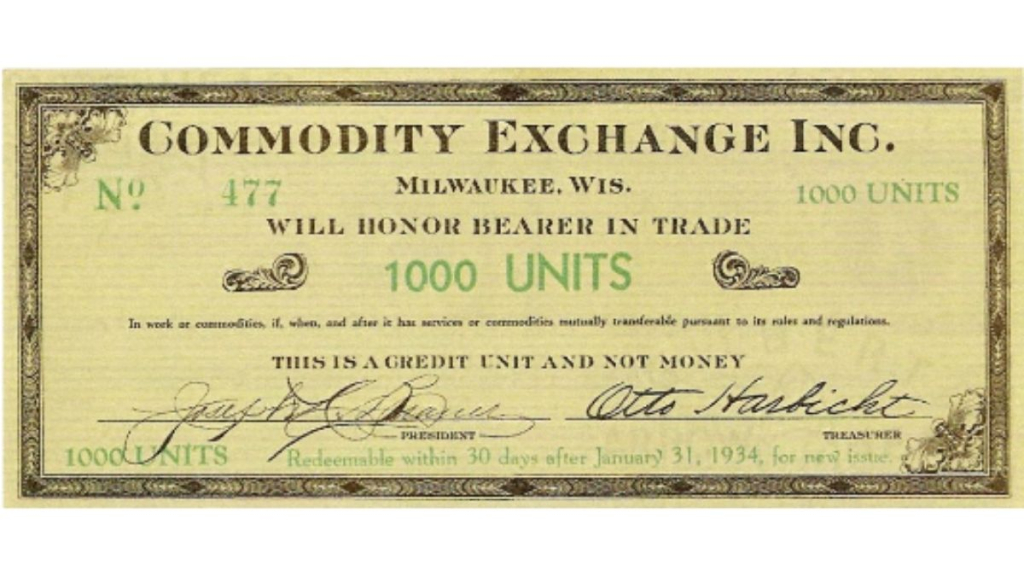 COMMODITY EXCHANGE INC.
Nº 477
MILWAUKEE, WIS.
1000 UNITS
WILL HONOR BEARER IN TRADE
1000 UNITS
In work or commodities, if, when, and after it has services or commodities mutually transferable pursuant to its rules and regulations.
THIS IS A CREDIT UNIT AND NOT MONEY
Otto Harbicht
PRESIDENT
TREASURER
1000 UNITS
Redeemable within 30 days after January 31, 1934, for new issue.